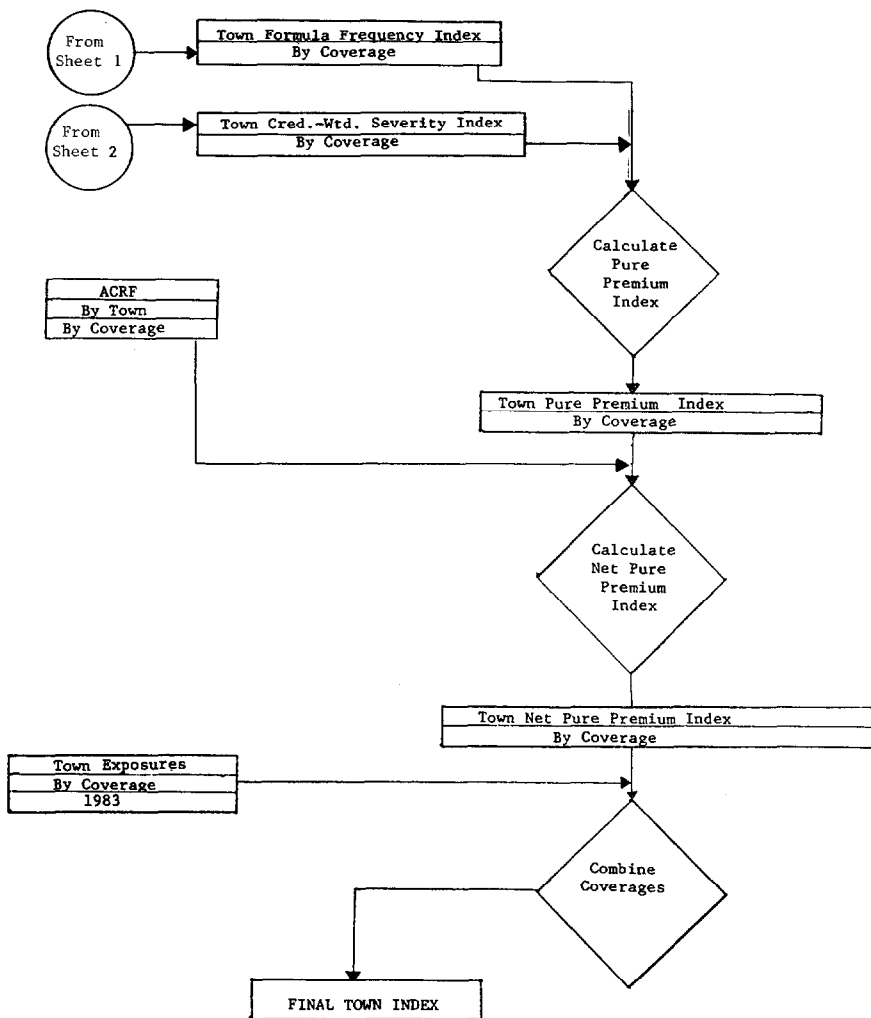 From
Sheet 1
Town Formula Frequency Index
By Coverage
From
Sheet 2
Town Cred.-Wtd. Severity Index
By Coverage
Calculate
Pure
Premium
Index
ACRF
By Town
By Coverage
Town Pure Premium Index
By Coverage
Calculate
Net Pure
Premium
Index
Town Net Pure Premium Index
By Coverage
Town Exposures
By Coverage
1983
Combine
Coverages
FINAL TOWN INDEX